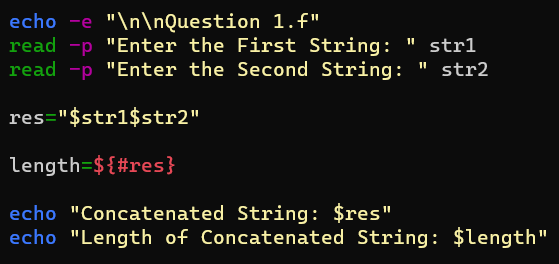 echo -e "\n\nQuestion 1.f"
read -p "Enter the First String: " str1
read -p "Enter the Second String: " str2
res="$str1$str2"
length=${#res}
echo "Concatenated String: $res"
echo "Length of Concatenated String: $length"